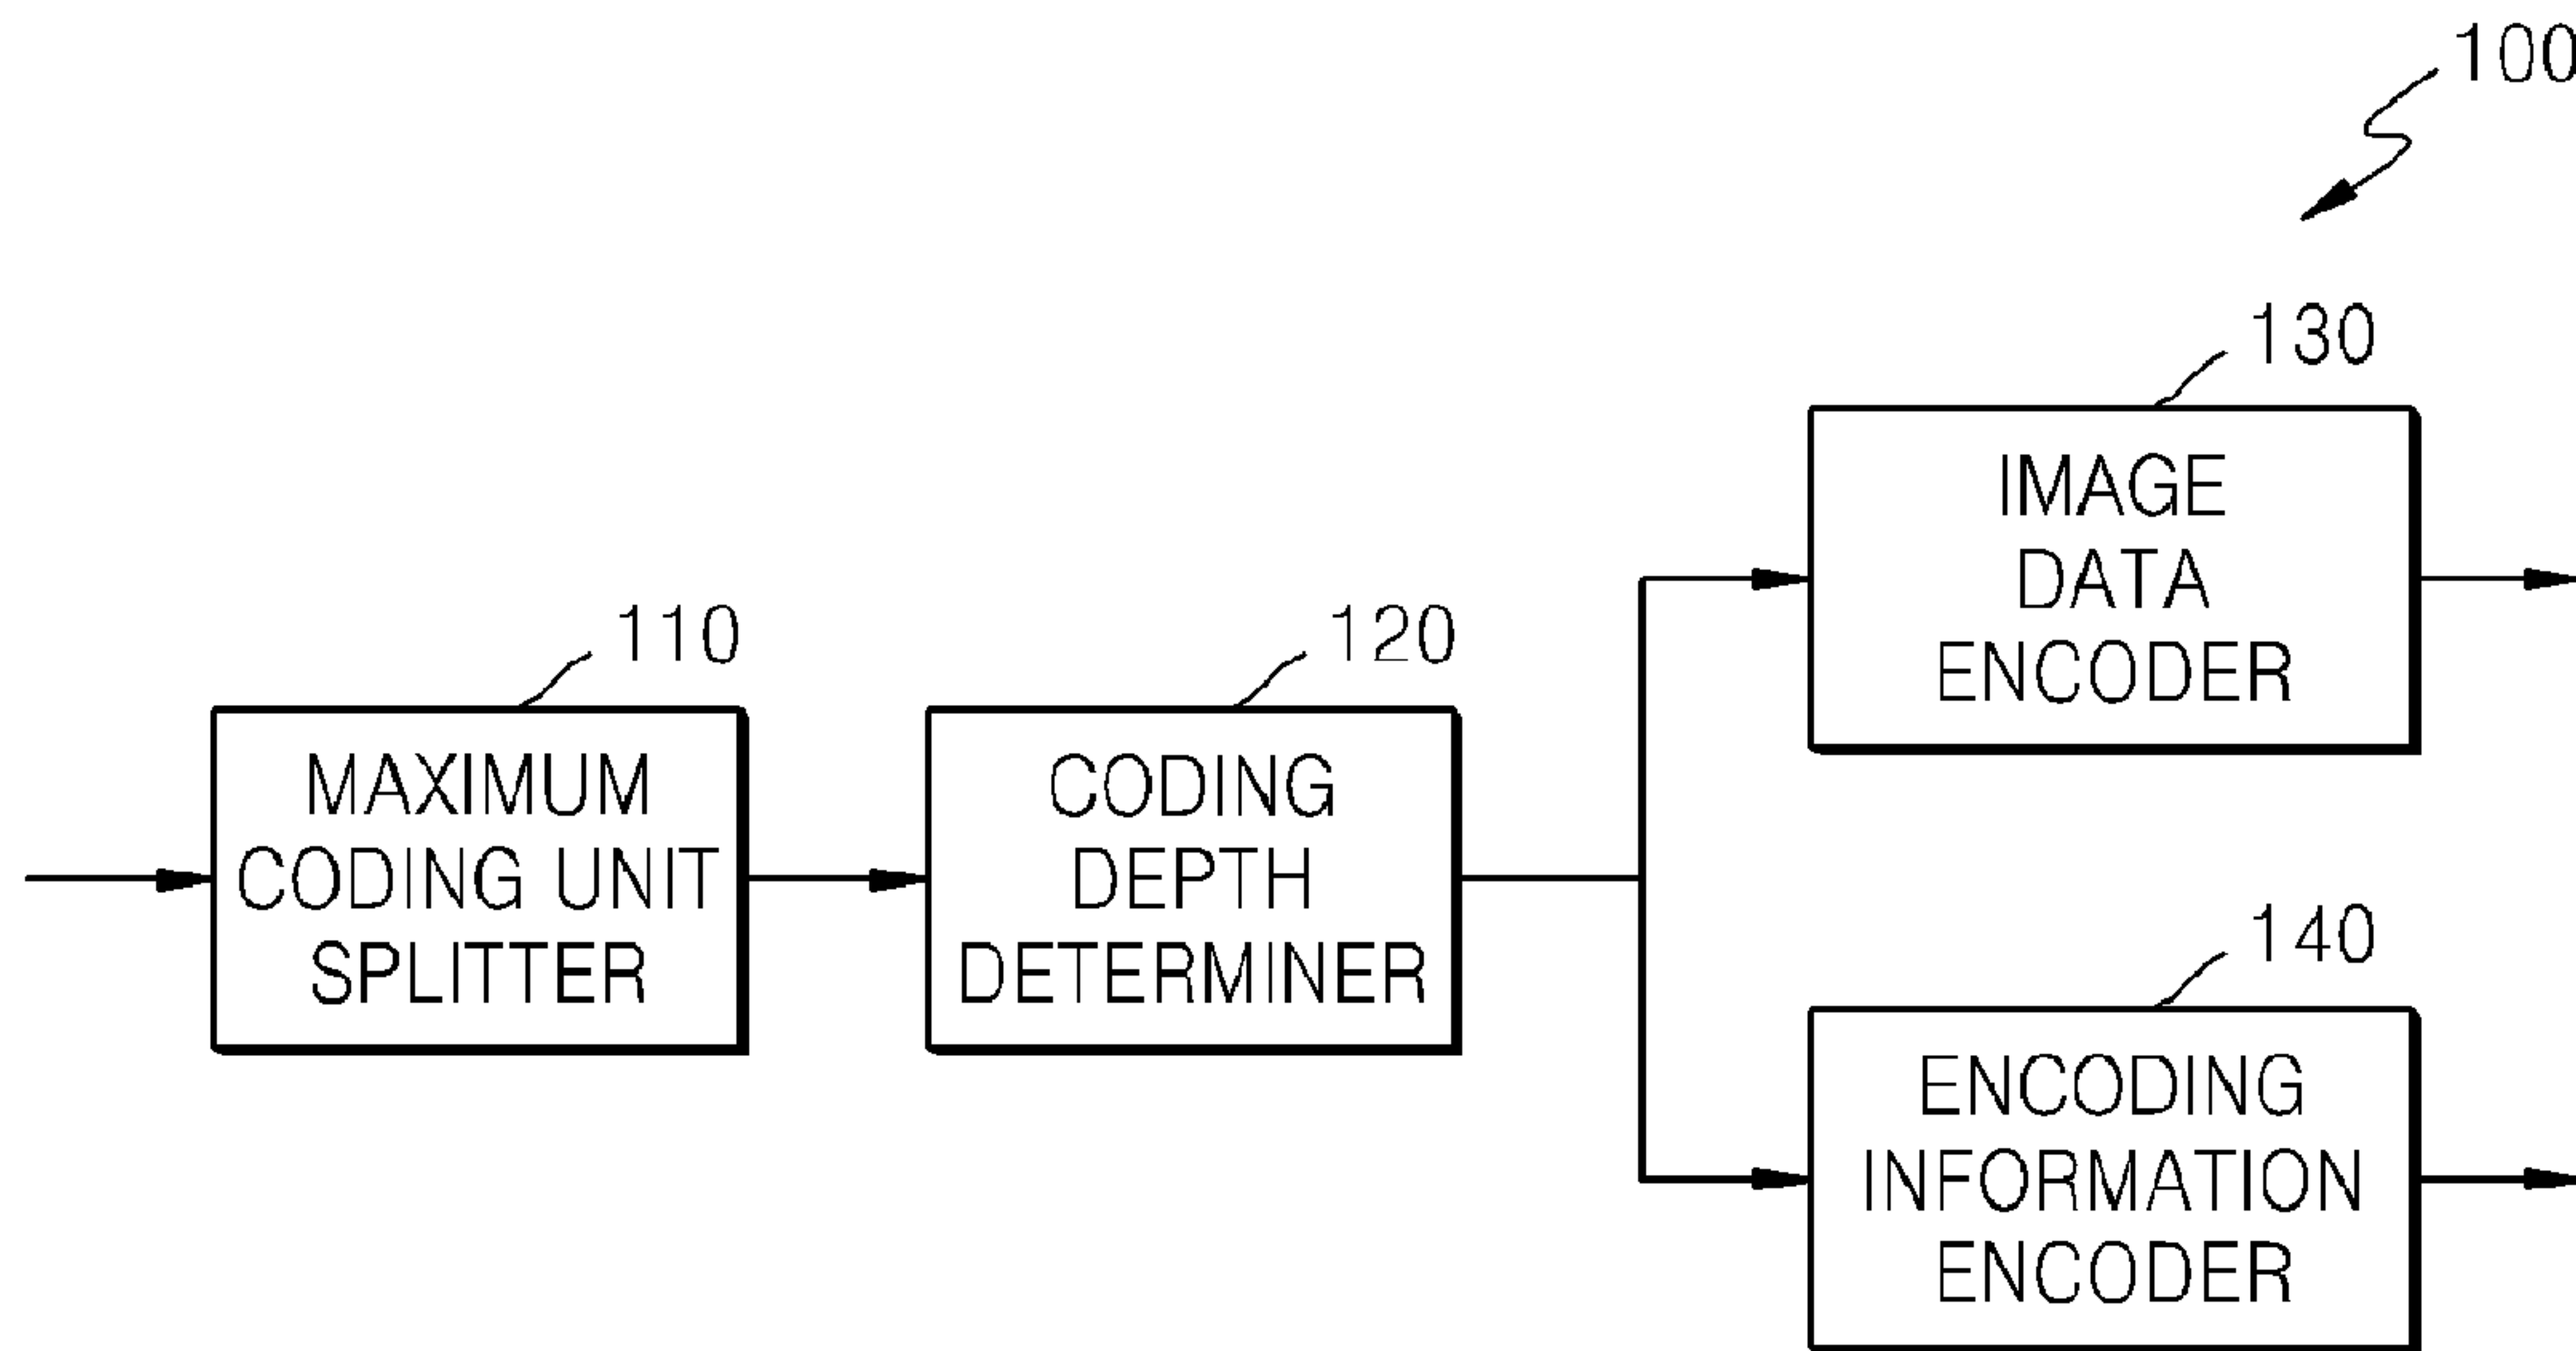 100
130
IMAGE
DATA
ENCODER
110
120
MAXIMUM
CODING UNIT
SPLITTER
CODING
DEPTH
DETERMINER
140
ENCODING
INFORMATION
ENCODER